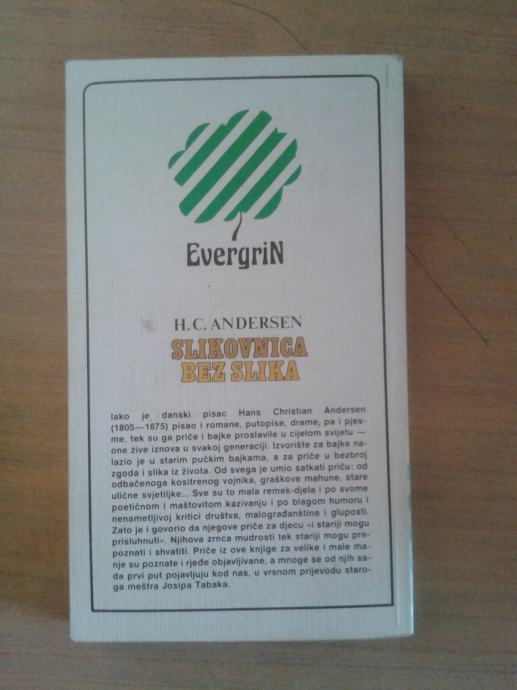 EvergriN
H. C. ANDERSEN
SLIKOVNICA
BEZ SLIKA
Iako je danski pisac Hans Christian Andersen
(1805—1875) pisao i romane, putopise, drame, pa i pjes-
me, tek su ga priče i bajke proslavile u cijelom svijetu —
one žive iznova u svakoj generaciji. Izvorište za bajke na-
lazio je u starim pučkim bajkama, a za priče u bezbroj
zgoda i slika iz života. Od svega je umio satkati priču: od
odbačenoga kositrenog vojnika, graškove mahune, stare
ulične svjetiljke... Sve su to mala remek-djela i po svome
poetičnom i maštovitom kazivanju i po blagom humoru i
nenametljivoj kritici društva, malograđanštine i gluposti.
Zato je i govorio da njegove priče za djecu »i stariji mogu
prisluhnuti«. Njihova zrnca mudrosti tek stariji mogu pre-
poznati i shvatiti. Priče iz ove knjige za velike i male ma-
nje su poznate i rjeđe objavljivane, a mnoge se od njih sa-
da prvi put pojavljuju kod nas, u vrsnom prijevodu staro-
ga meštra Josipa Tabaka.